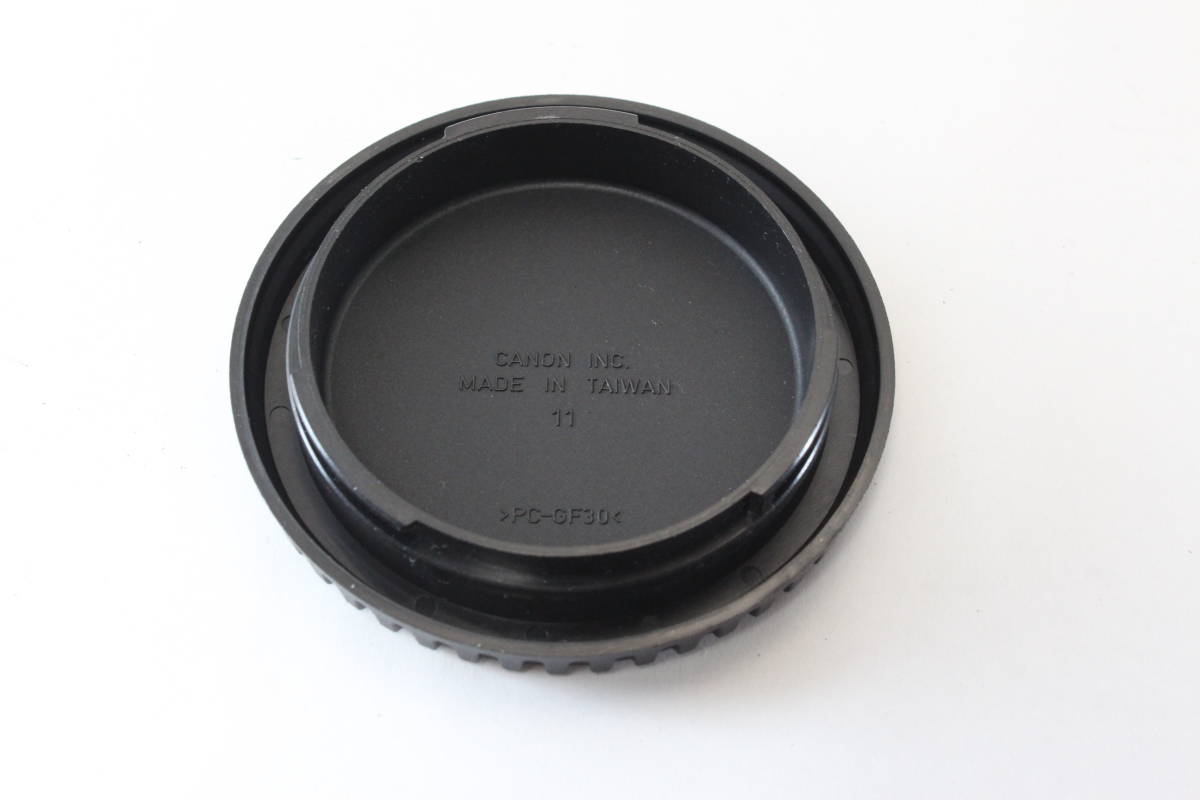 CANON INC.
MADE IN TAIWAN
11
>PC-GF30<